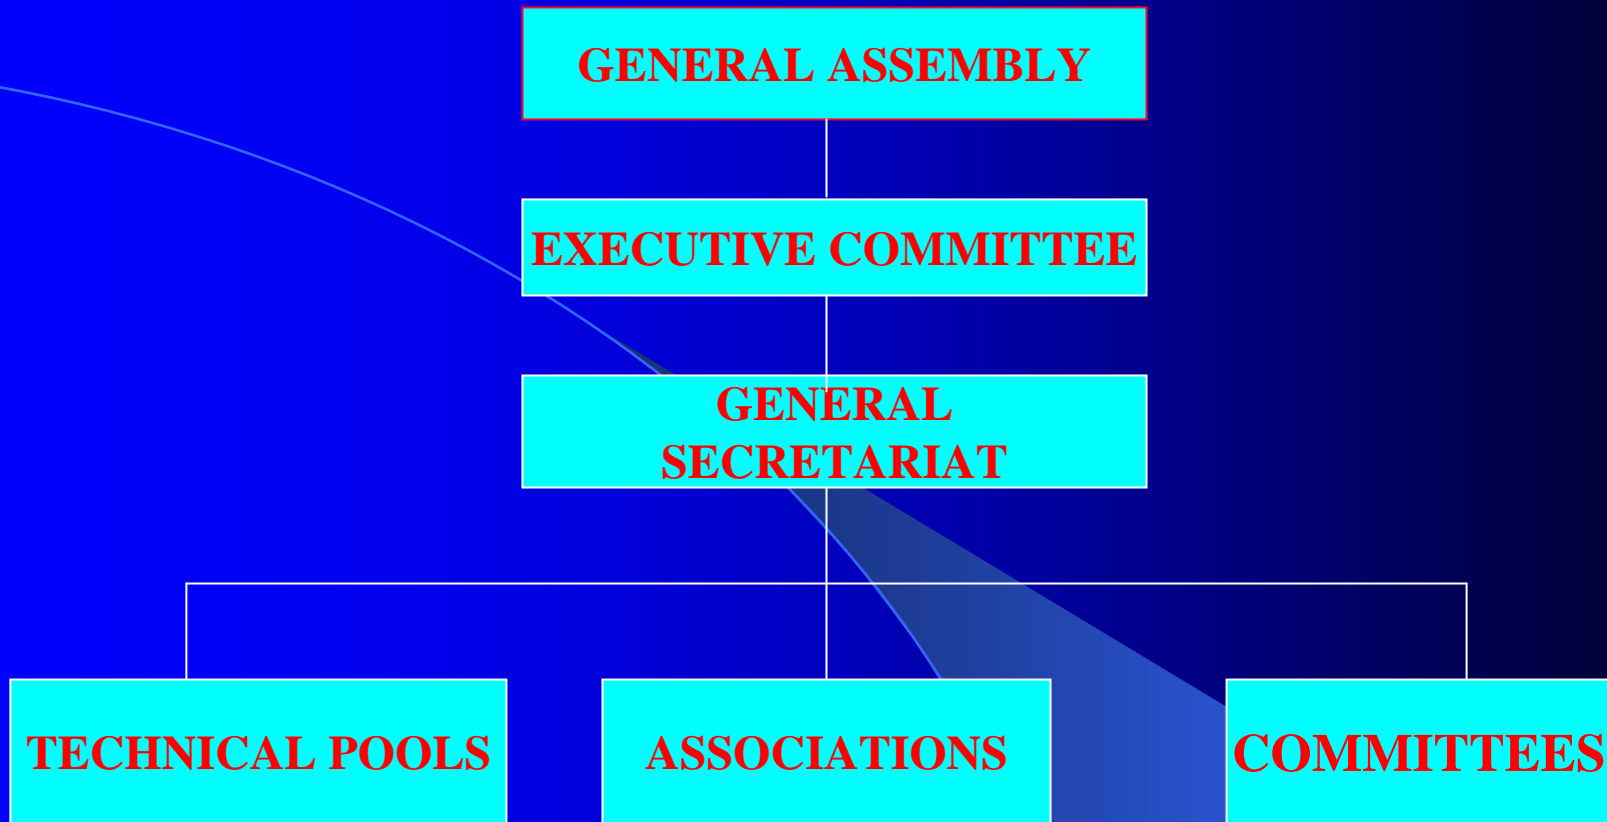 GENERAL ASSEMBLY
EXECUTIVE COMMITTEE
GENERAL
SECRETARIAT
TECHNICAL POOLS
ASSOCIATIONS
COMMITTEES